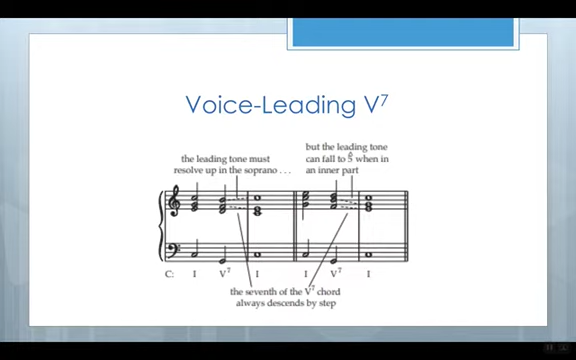 Voice-Leading V7
the leading tone must
resolve up in the soprano . . .
but the leading tone
can fall to 5̂ when in
an inner part
C: I V7 I I V7 I
the seventh of the V7 chord
always descends by step